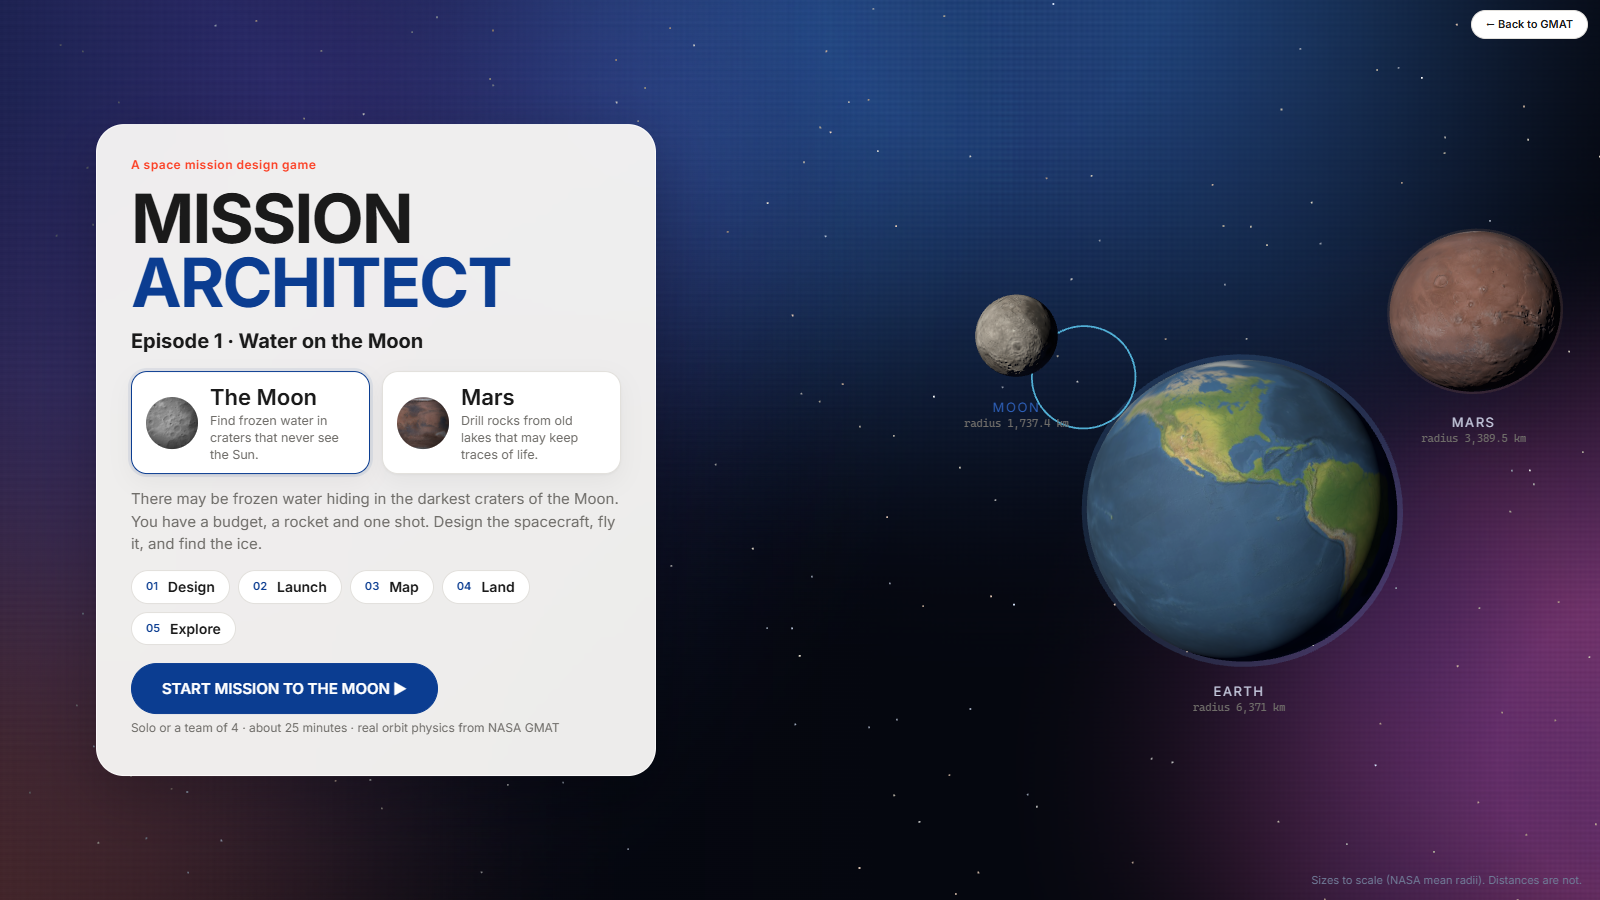 ← Back to GMAT
A space mission design game
MISSION
ARCHITECT
Episode 1 · Water on the Moon
The Moon
Find frozen water in
craters that never see
the Sun.
Mars
Drill rocks from old
lakes that may keep
traces of life.
There may be frozen water hiding in the darkest craters of the Moon.
You have a budget, a rocket and one shot. Design the spacecraft, fly
it, and find the ice.
01 Design
02 Launch
03 Map
04 Land
05 Explore
START MISSION TO THE MOON ▶
Solo or a team of 4 · about 25 minutes · real orbit physics from NASA GMAT
MOON
radius 1,737.4 km
MARS
radius 3,389.5 km
EARTH
radius 6,371 km
Sizes to scale (NASA mean radii). Distances are not.